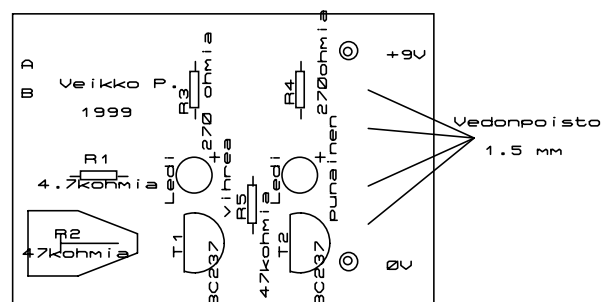 A
B
Veikko P.
1999
R3
270 ohmia
R4
270ohmia
+9V
Vedonpoisto
1.5 mm
R1
4.7kohmia
Ledi
+
vihrea
Ledi
+
punainen
R5
47kohmia
R2
47kohmia
T1
BC237
T2
BC237
0V